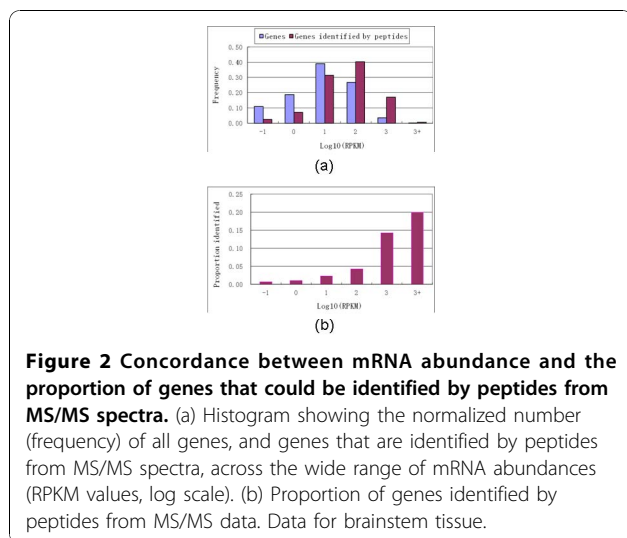 Genes Genes identified by peptides
Frequency
0.50
0.40
0.30
0.20
0.10
0.00
-1 0 1 2 3 3+
Log10(RPKM)
(a)
Proportion identified
0.25
0.20
0.15
0.10
0.05
0.00
-1 0 1 2 3 3+
Log10(RPKM)
(b)
Figure 2 Concordance between mRNA abundance and the
proportion of genes that could be identified by peptides from
MS/MS spectra. (a) Histogram showing the normalized number
(frequency) of all genes, and genes that are identified by peptides
from MS/MS spectra, across the wide range of mRNA abundances
(RPKM values, log scale). (b) Proportion of genes identified by
peptides from MS/MS data. Data for brainstem tissue.